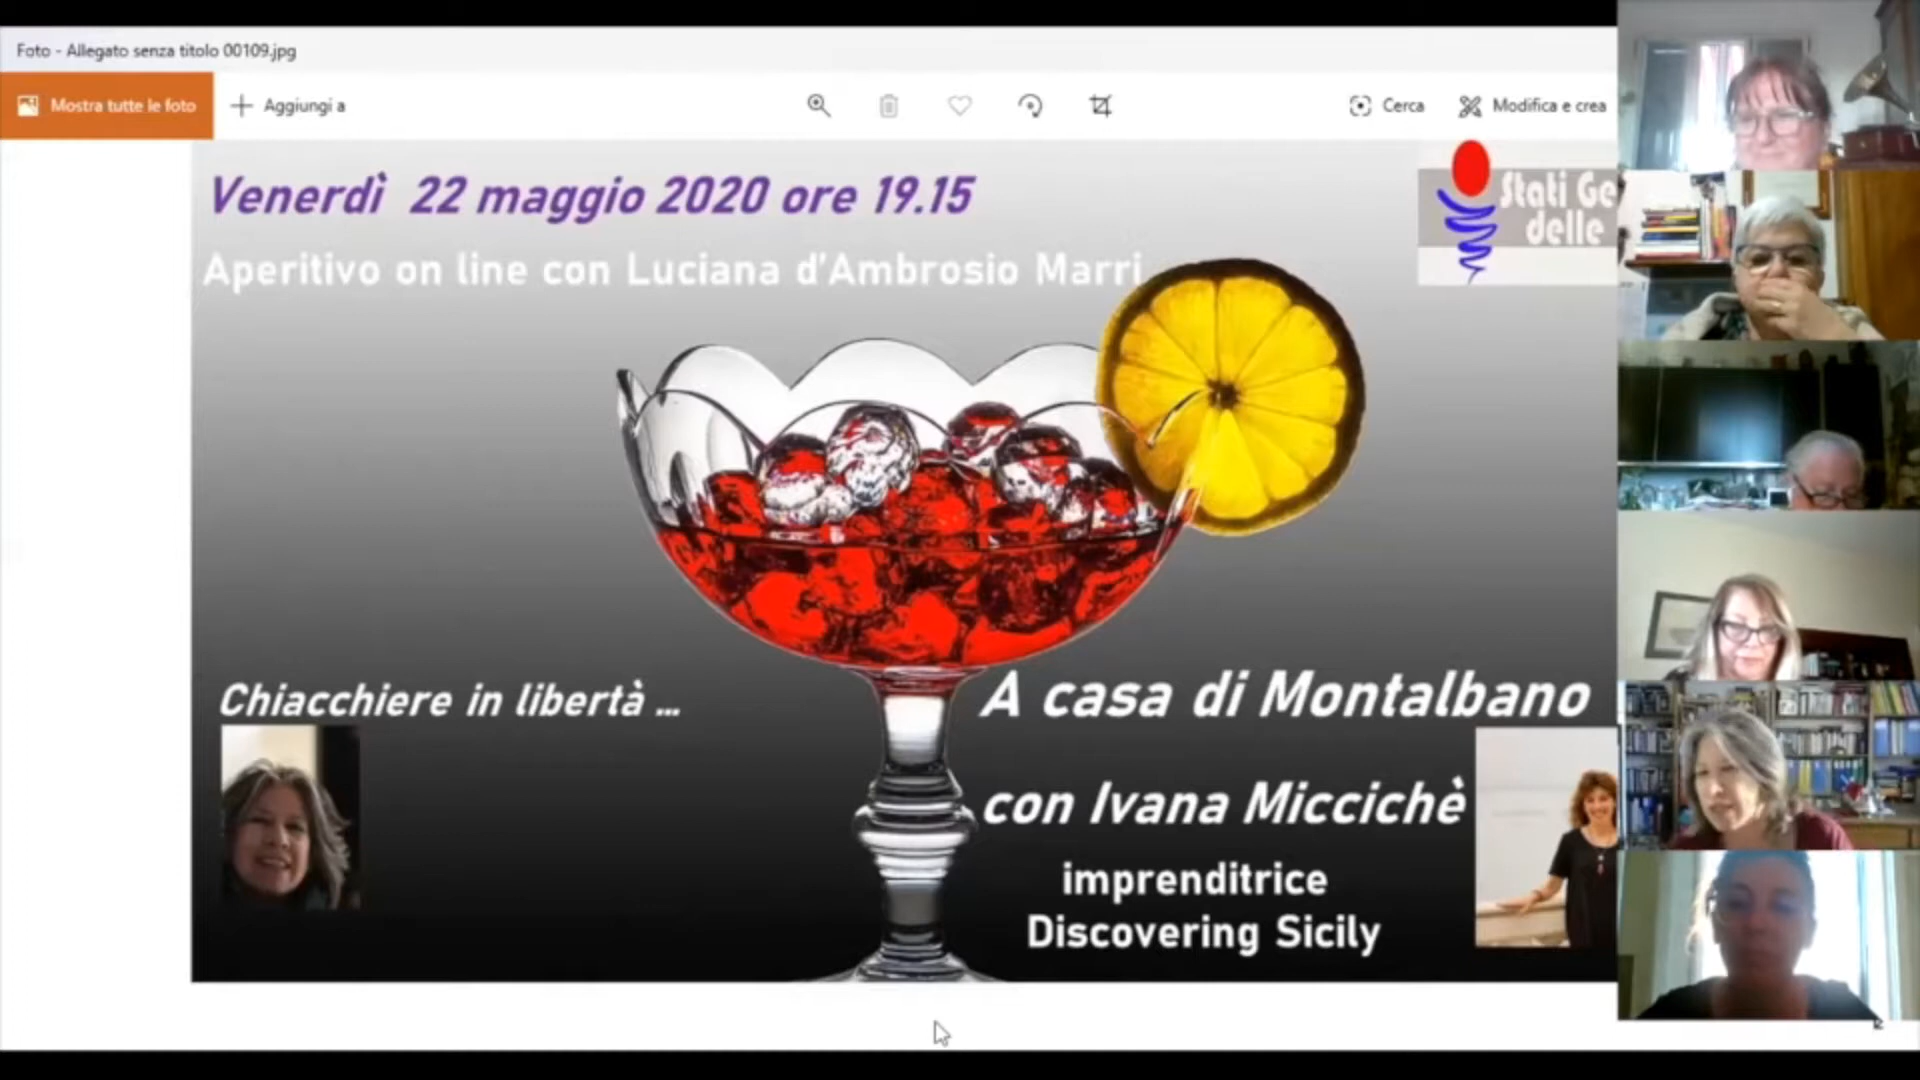 Foto - Allegato senza titolo 00109.jpg
Mostra tutte le foto
Aggiungi a
Cerca
Modifica e crea
Venerdì 22 maggio 2020 ore 19.15
Stati Ge
delle
Aperitivo on line con Luciana d'Ambrosio Marri
Chiacchiere in libertà ...
A casa di Montalbano
con Ivana Miccichè
imprenditrice
Discovering Sicily